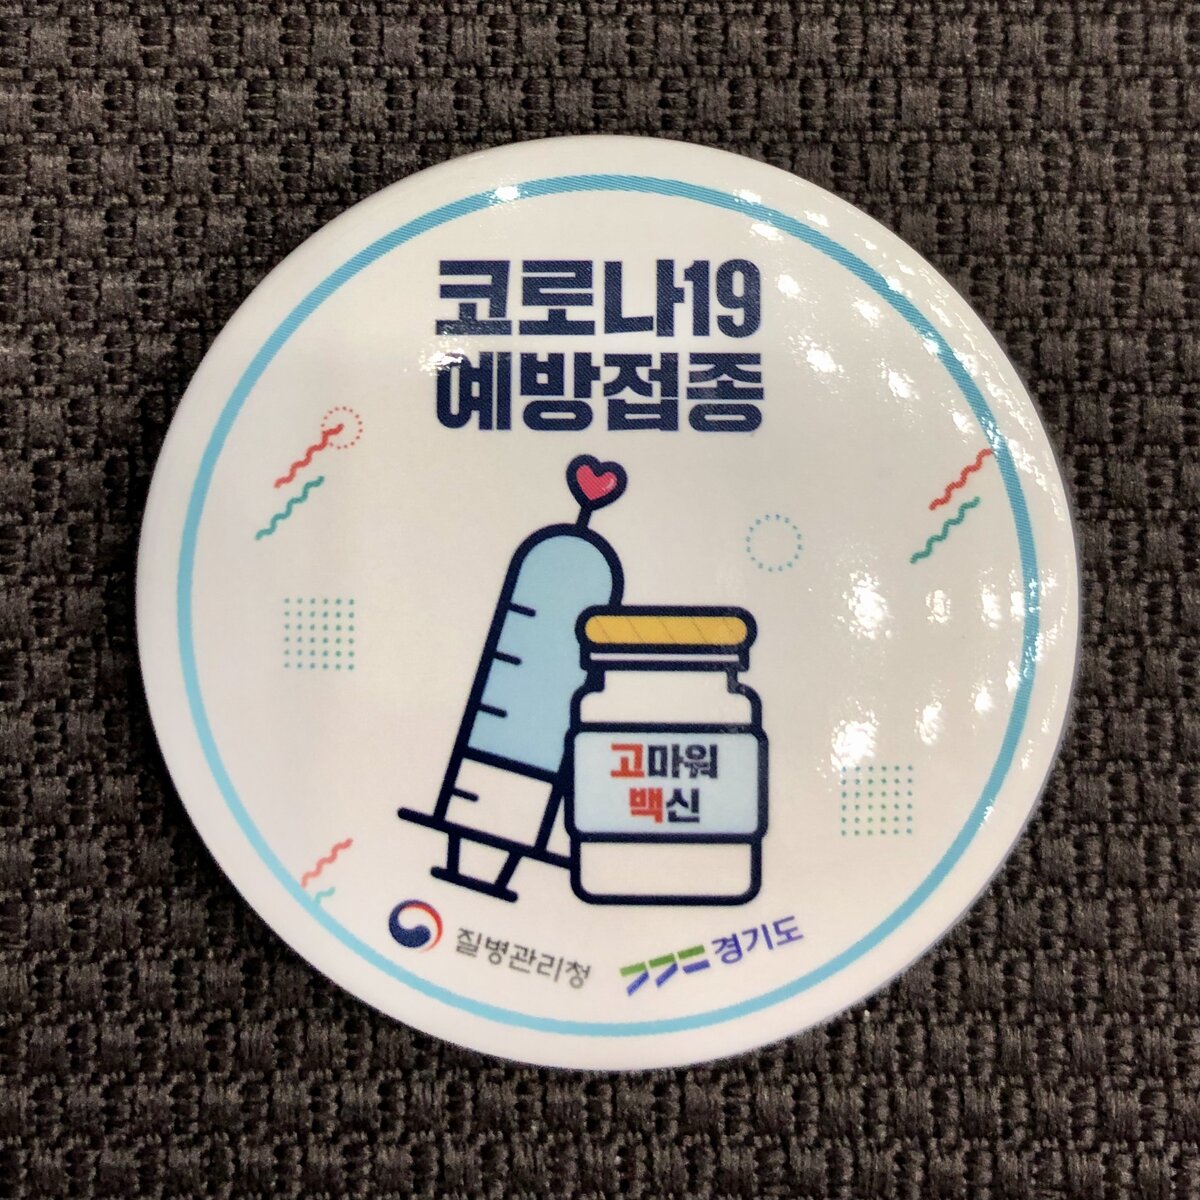 코로나19
예방접종
고마워
백신
질병관리청
경기도